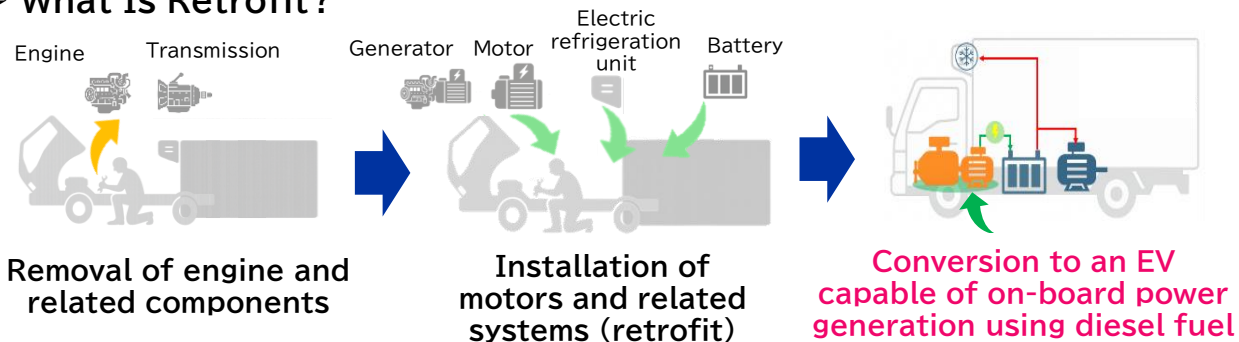 What Is Retrofit?
Engine
Transmission
Removal of engine and
related components
Generator
Motor
Electric
refrigeration
unit
Battery
Installation of
motors and related
systems (retrofit)
Conversion to an EV
capable of on-board power
generation using diesel fuel